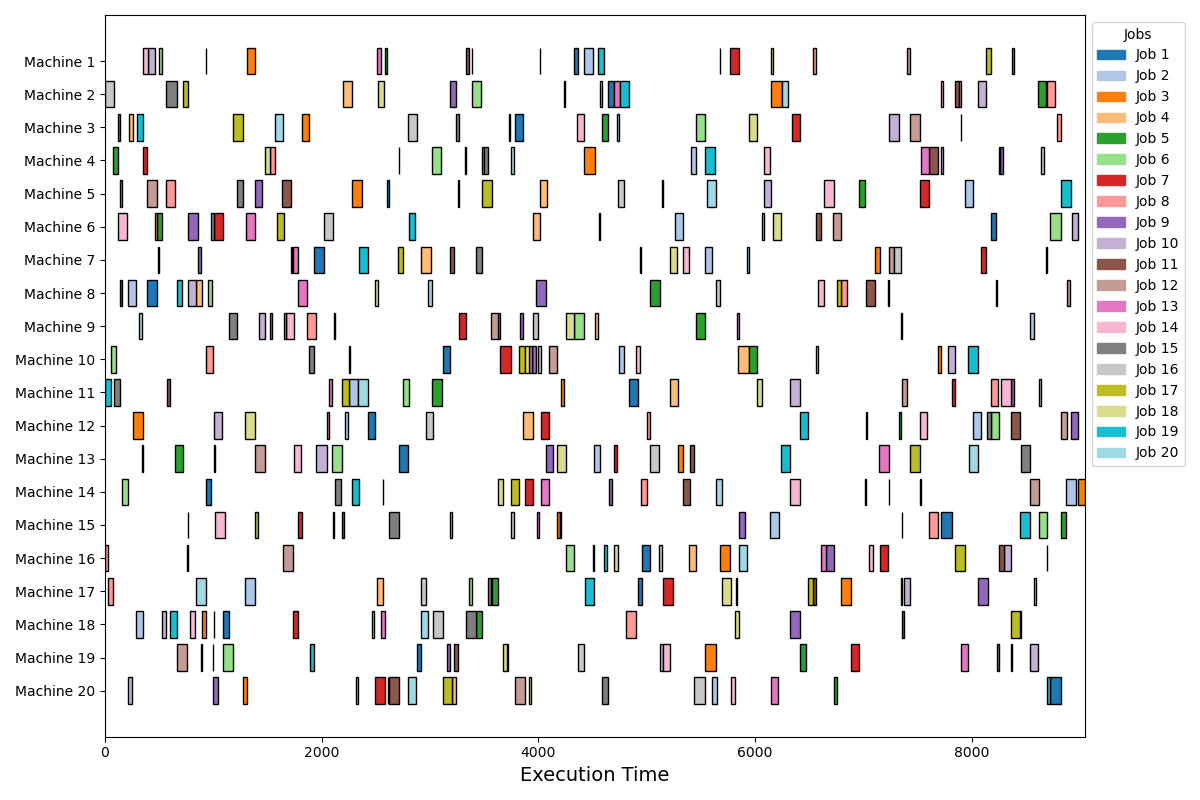 Machine 1
Machine 2
Machine 3
Machine 4
Machine 5
Machine 6
Machine 7
Machine 8
Machine 9
Machine 10
Machine 11
Machine 12
Machine 13
Machine 14
Machine 15
Machine 16
Machine 17
Machine 18
Machine 19
Machine 20
0 2000 4000 6000 8000
Execution Time
Jobs
Job 1
Job 2
Job 3
Job 4
Job 5
Job 6
Job 7
Job 8
Job 9
Job 10
Job 11
Job 12
Job 13
Job 14
Job 15
Job 16
Job 17
Job 18
Job 19
Job 20